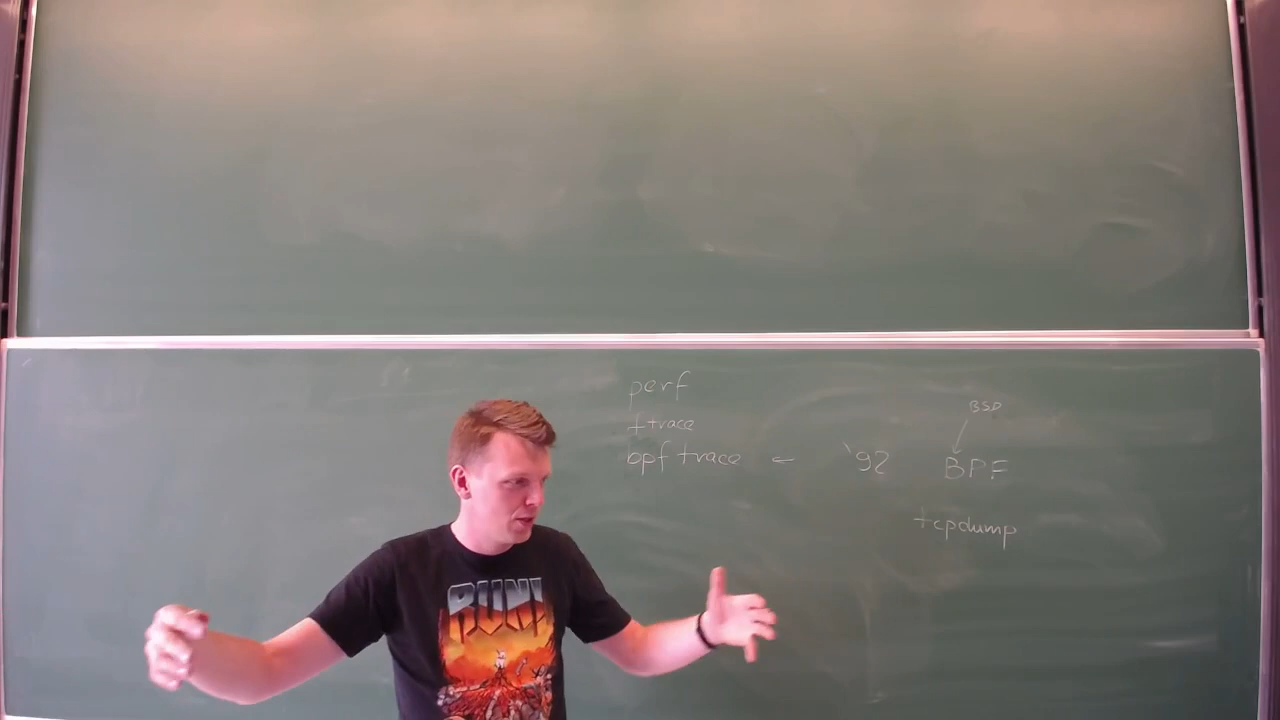 perf
ftrace
bpftrace ← '92 BPF
BSD
tcpdump
RUN!